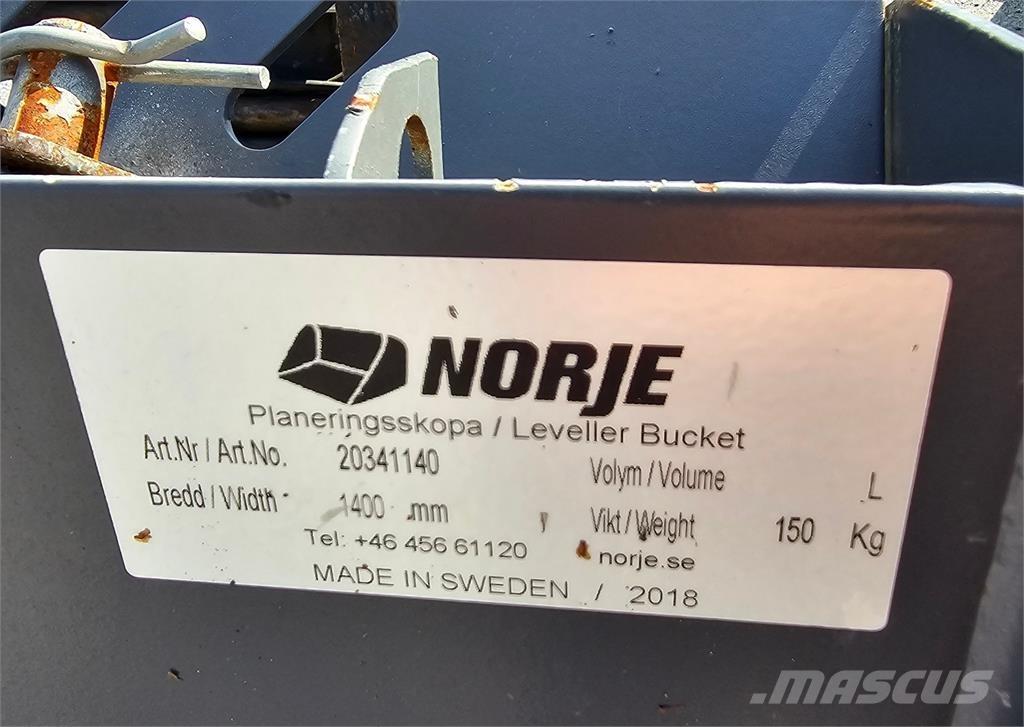 NORJE
Planeringsskopa / Leveller Bucket
Art.Nr / Art.No. 20341140 Volym / Volume L
Bredd / Width 1400 mm Vikt / Weight 150 Kg
Tel: +46 456 61120 norje.se
MADE IN SWEDEN / 2018
MASCUS